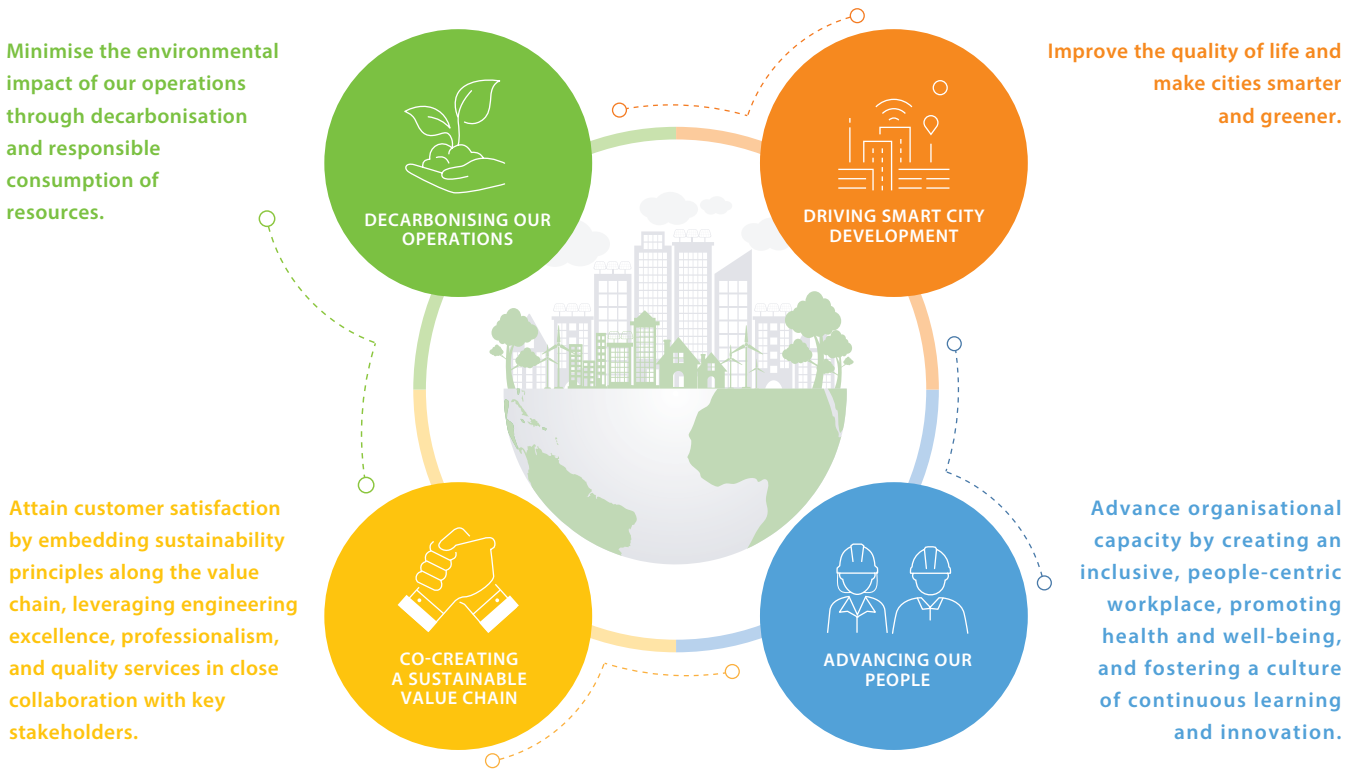 Minimise the environmental
impact of our operations
through decarbonisation
and responsible
consumption of
resources.
DECARBONISING OUR
OPERATIONS
DRIVING SMART CITY
DEVELOPMENT
Improve the quality of life and
make cities smarter
and greener.
Attain customer satisfaction
by embedding sustainability
principles along the value
chain, leveraging engineering
excellence, professionalism,
and quality services in close
collaboration with key
stakeholders.
CO-CREATING
A SUSTAINABLE
VALUE CHAIN
ADVANCING OUR
PEOPLE
Advance organisational
capacity by creating an
inclusive, people-centric
workplace, promoting
health and well-being,
and fostering a culture
of continuous learning
and innovation.